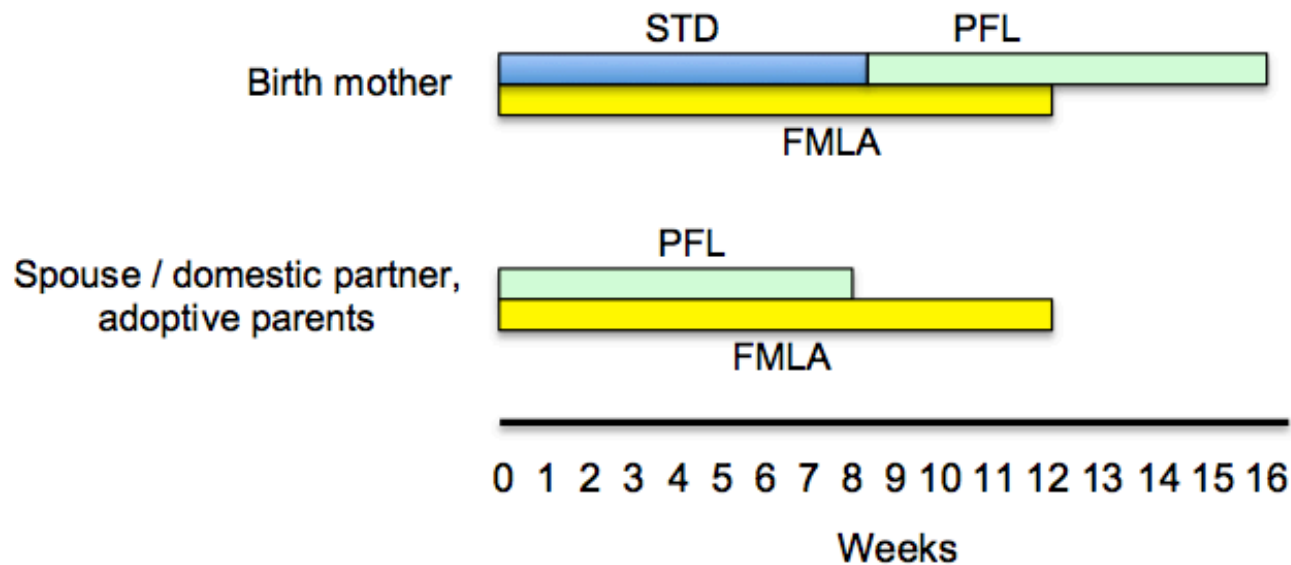 STD PFL
Birth mother
FMLA
PFL
Spouse / domestic partner,
adoptive parents
FMLA
0 1 2 3 4 5 6 7 8 9 10 11 12 13 14 15 16
Weeks